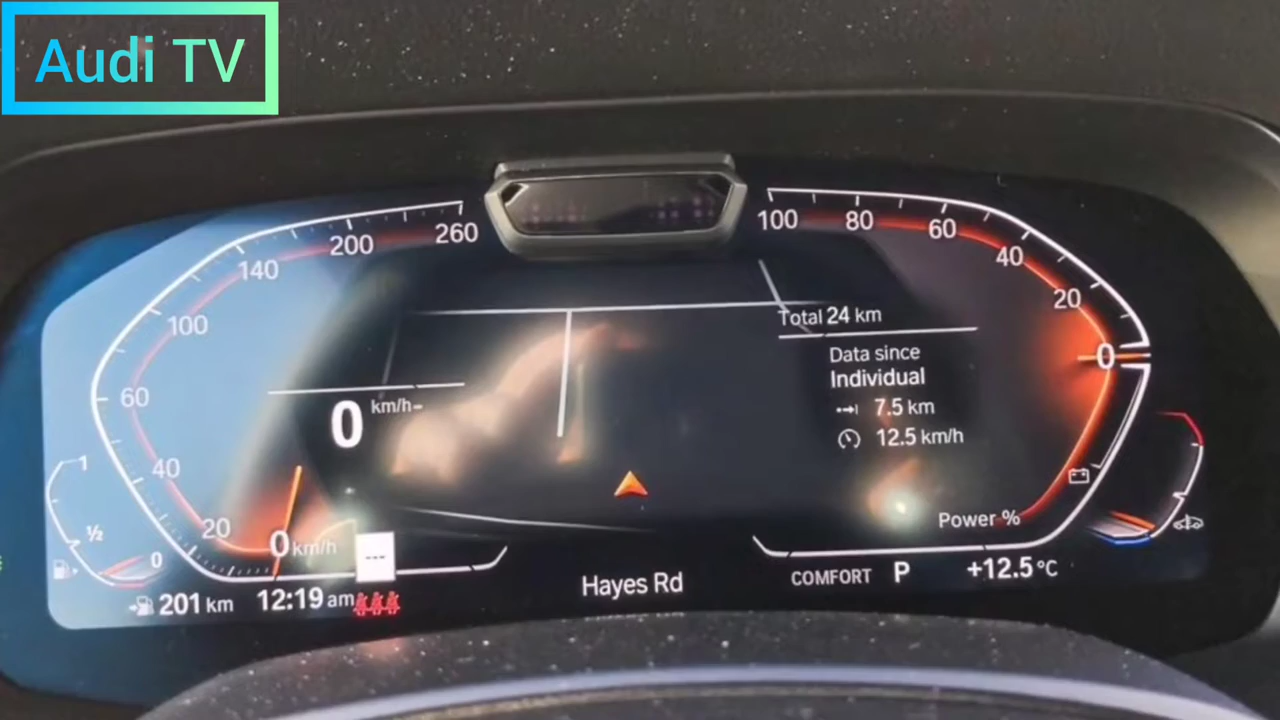 Audi TV
260
200
140
100
60
40
20
0 km/h
0 km/h
1
1/2
0
100
80
60
40
20
0
Total 24 km
Data since
Individual
7.5 km
12.5 km/h
Power %
201 km
12:19 am
---
Hayes Rd
COMFORT P +12.5°C